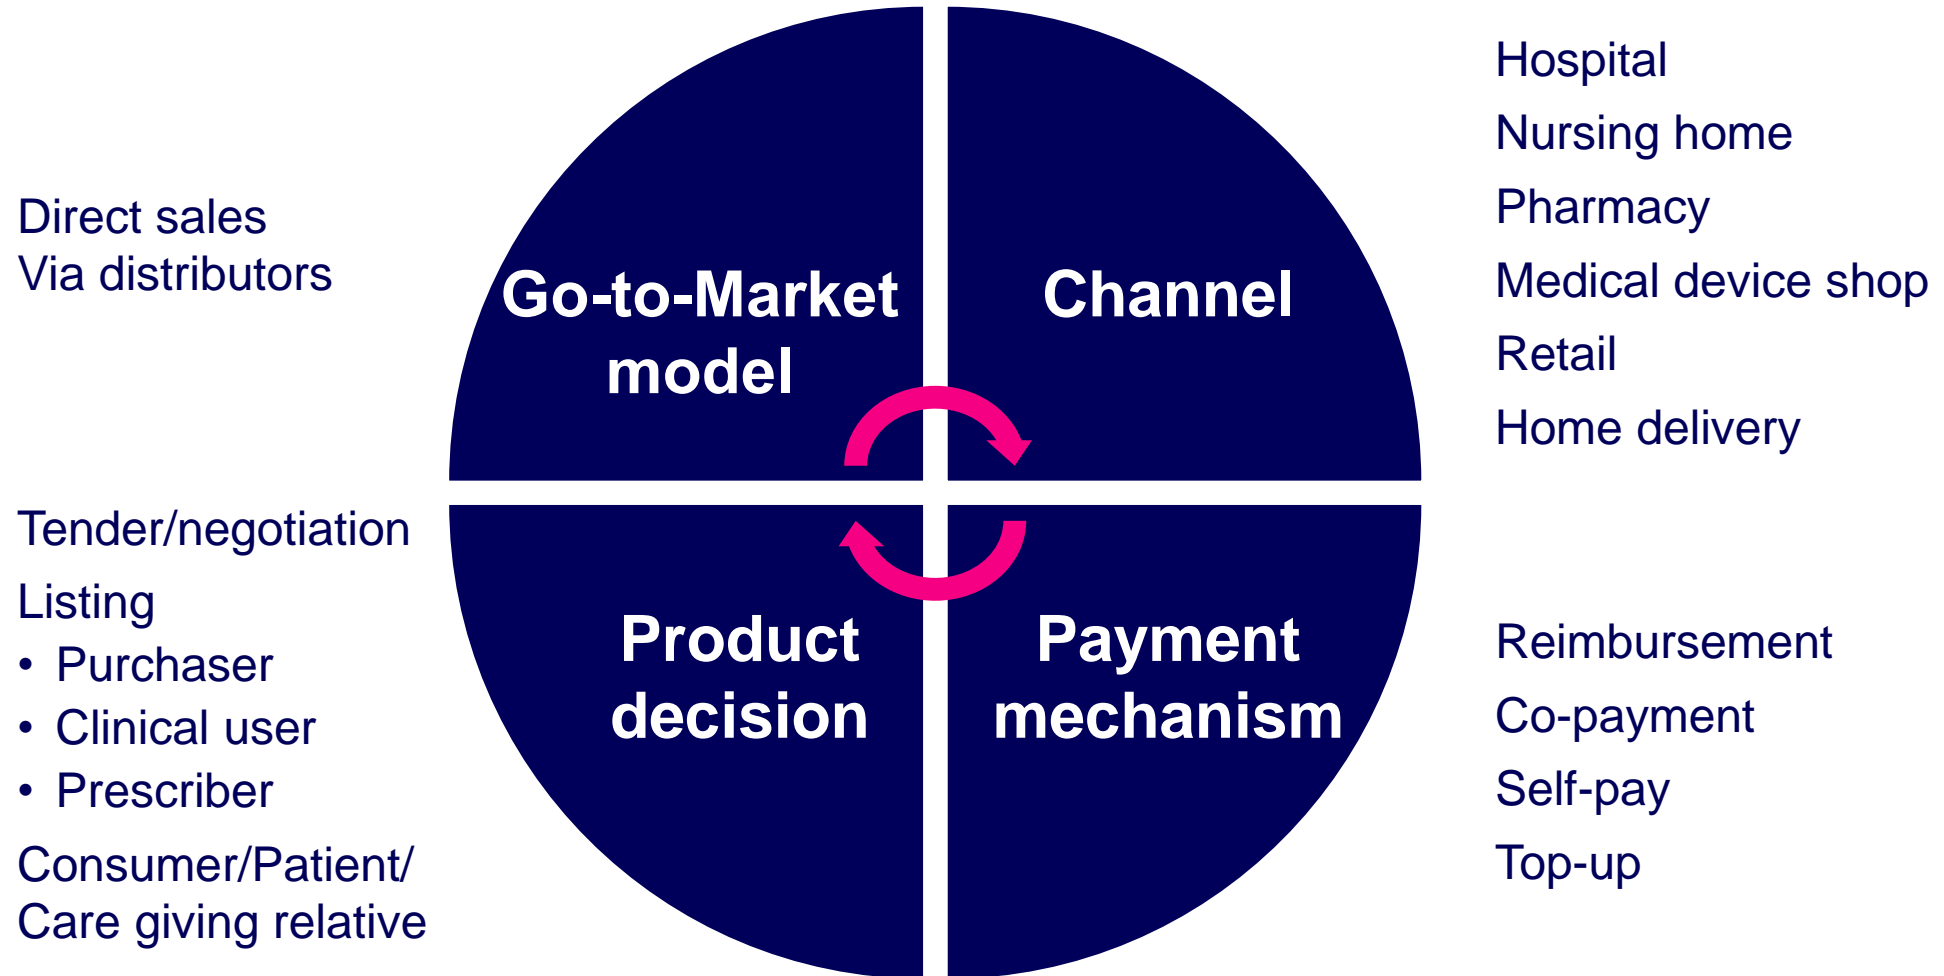 Direct sales
Via distributors
Go-to-Market
model
Channel
Hospital
Nursing home
Pharmacy
Medical device shop
Retail
Home delivery
Tender/negotiation
Listing
• Purchaser
• Clinical user
• Prescriber
Consumer/Patient/
Care giving relative
Product
decision
Payment
mechanism
Reimbursement
Co-payment
Self-pay
Top-up